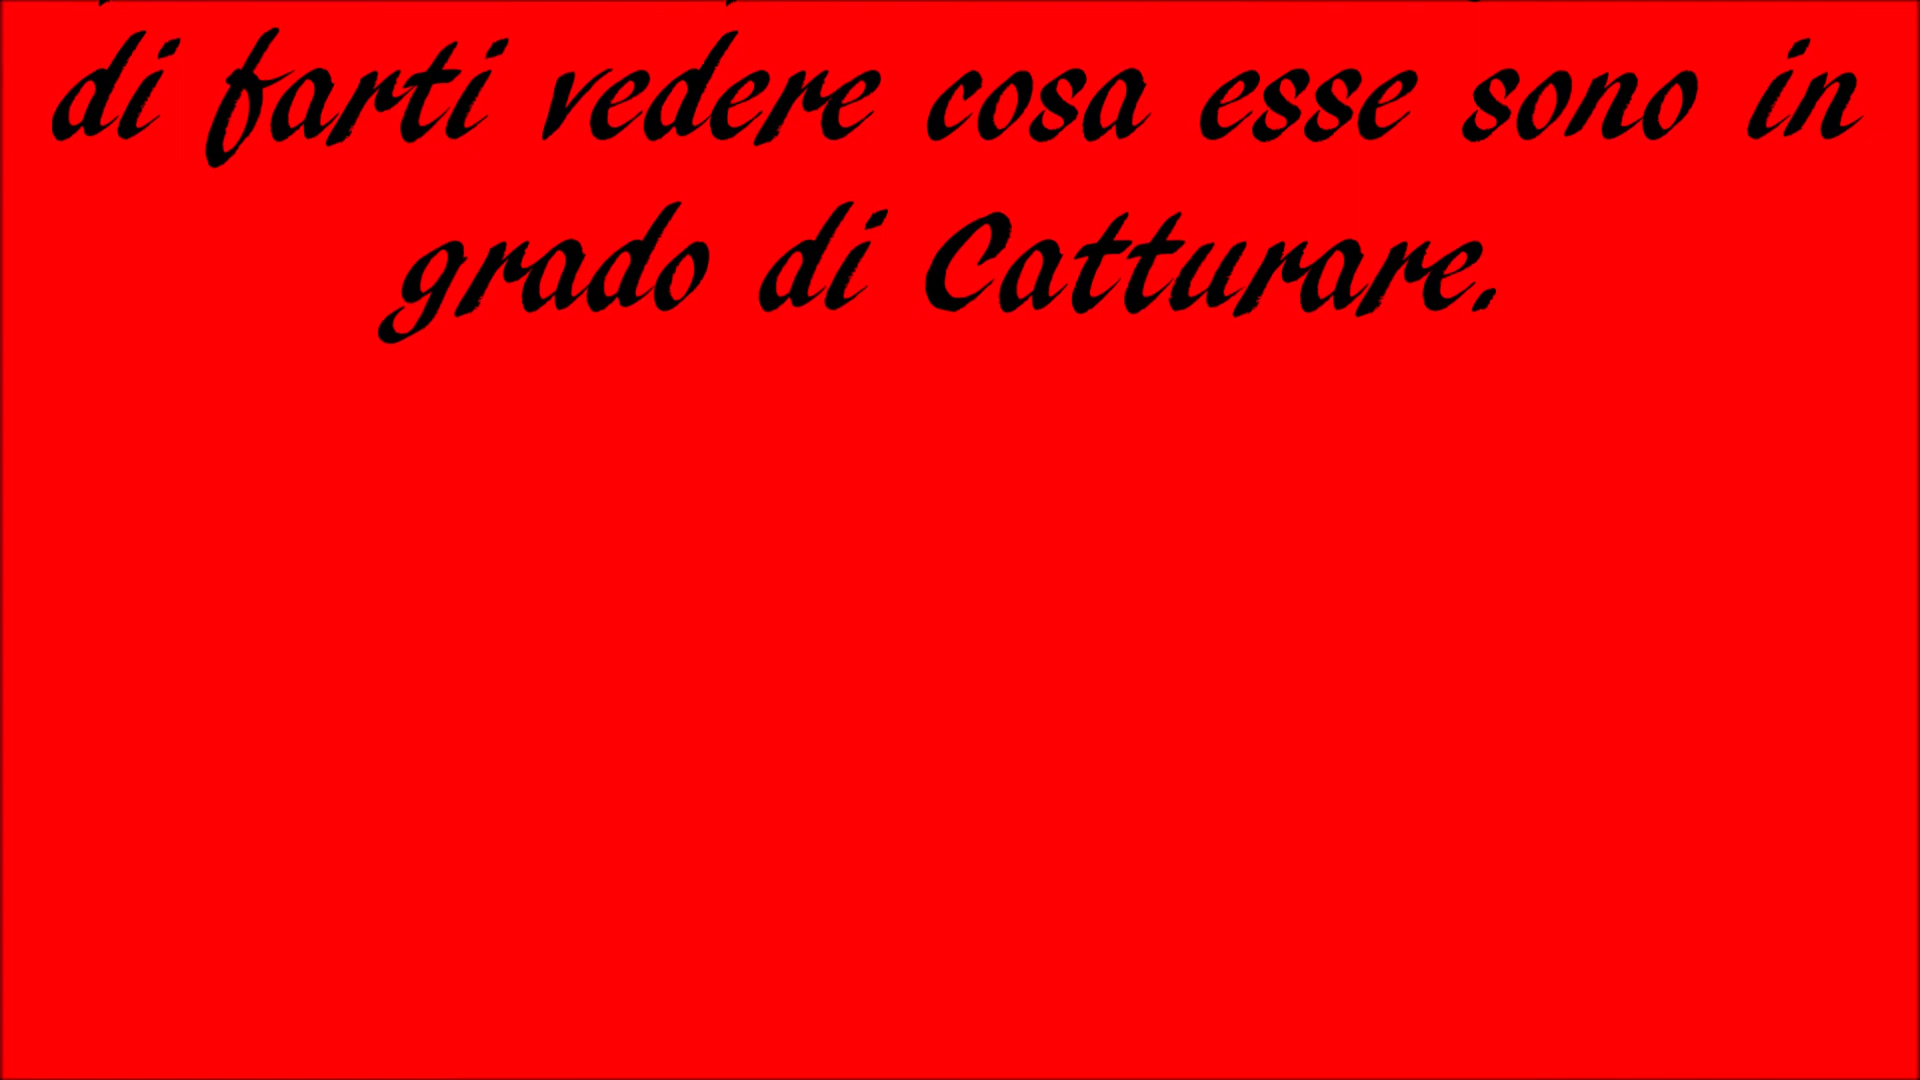 di farti vedere cosa esse sono in
grado di Catturare.